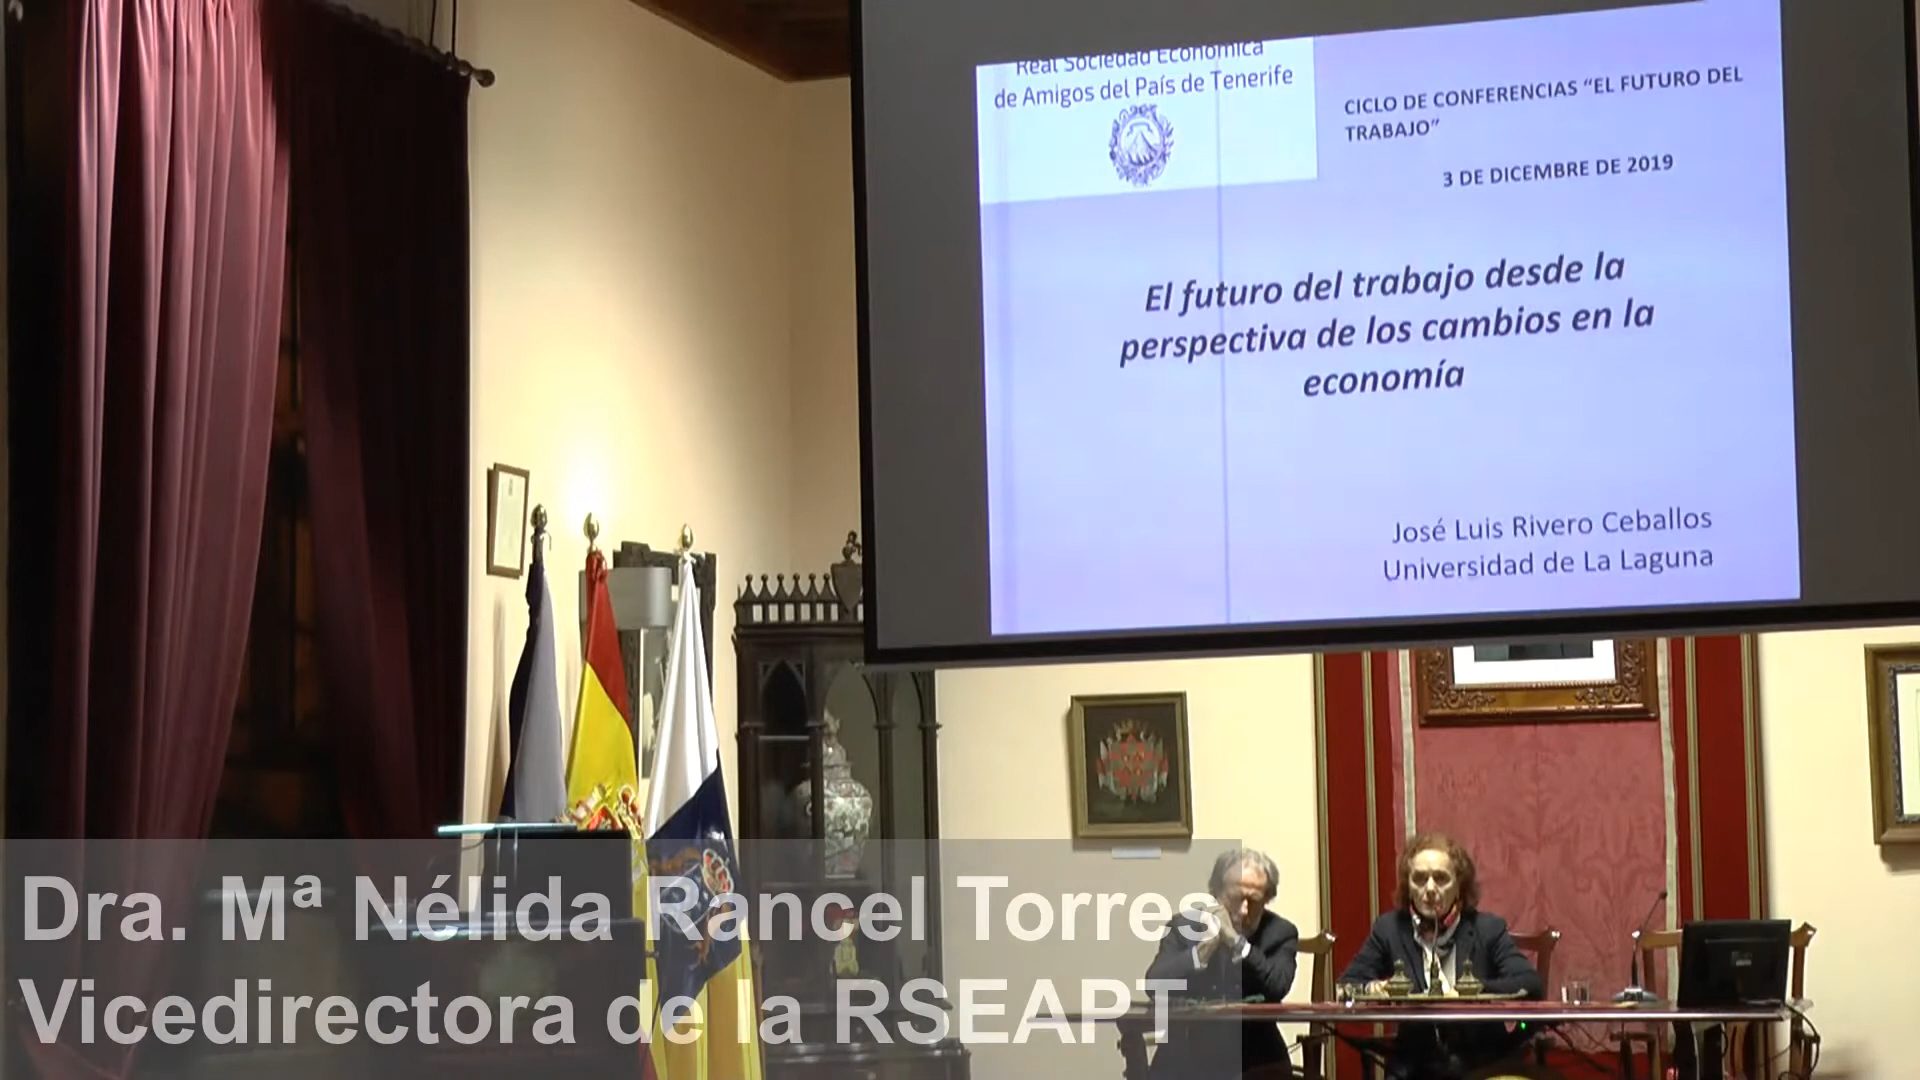 Real Sociedad Económica
de Amigos del País de Tenerife
CICLO DE CONFERENCIAS “EL FUTURO DEL
TRABAJO”
3 DE DICEMBRE DE 2019
El futuro del trabajo desde la
perspectiva de los cambios en la
economía
José Luis Rivero Ceballos
Universidad de La Laguna
Dra. Mª Nélida Rancel Torres
Vicedirectora de la RSEAPT